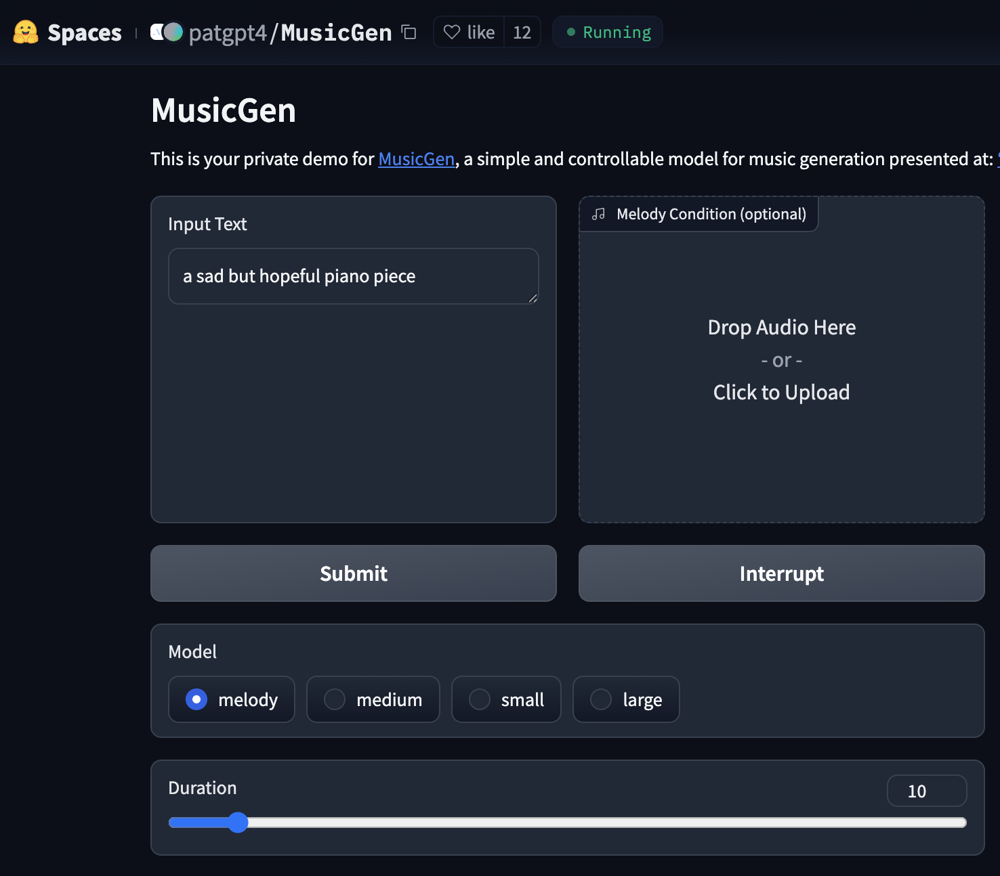 Spaces patgpt4/MusicGen like 12 Running
MusicGen
This is your private demo for MusicGen, a simple and controllable model for music generation presented at:
Input Text
a sad but hopeful piano piece
Melody Condition (optional)
Drop Audio Here
- or -
Click to Upload
Submit
Interrupt
Model
melody
medium
small
large
Duration
10